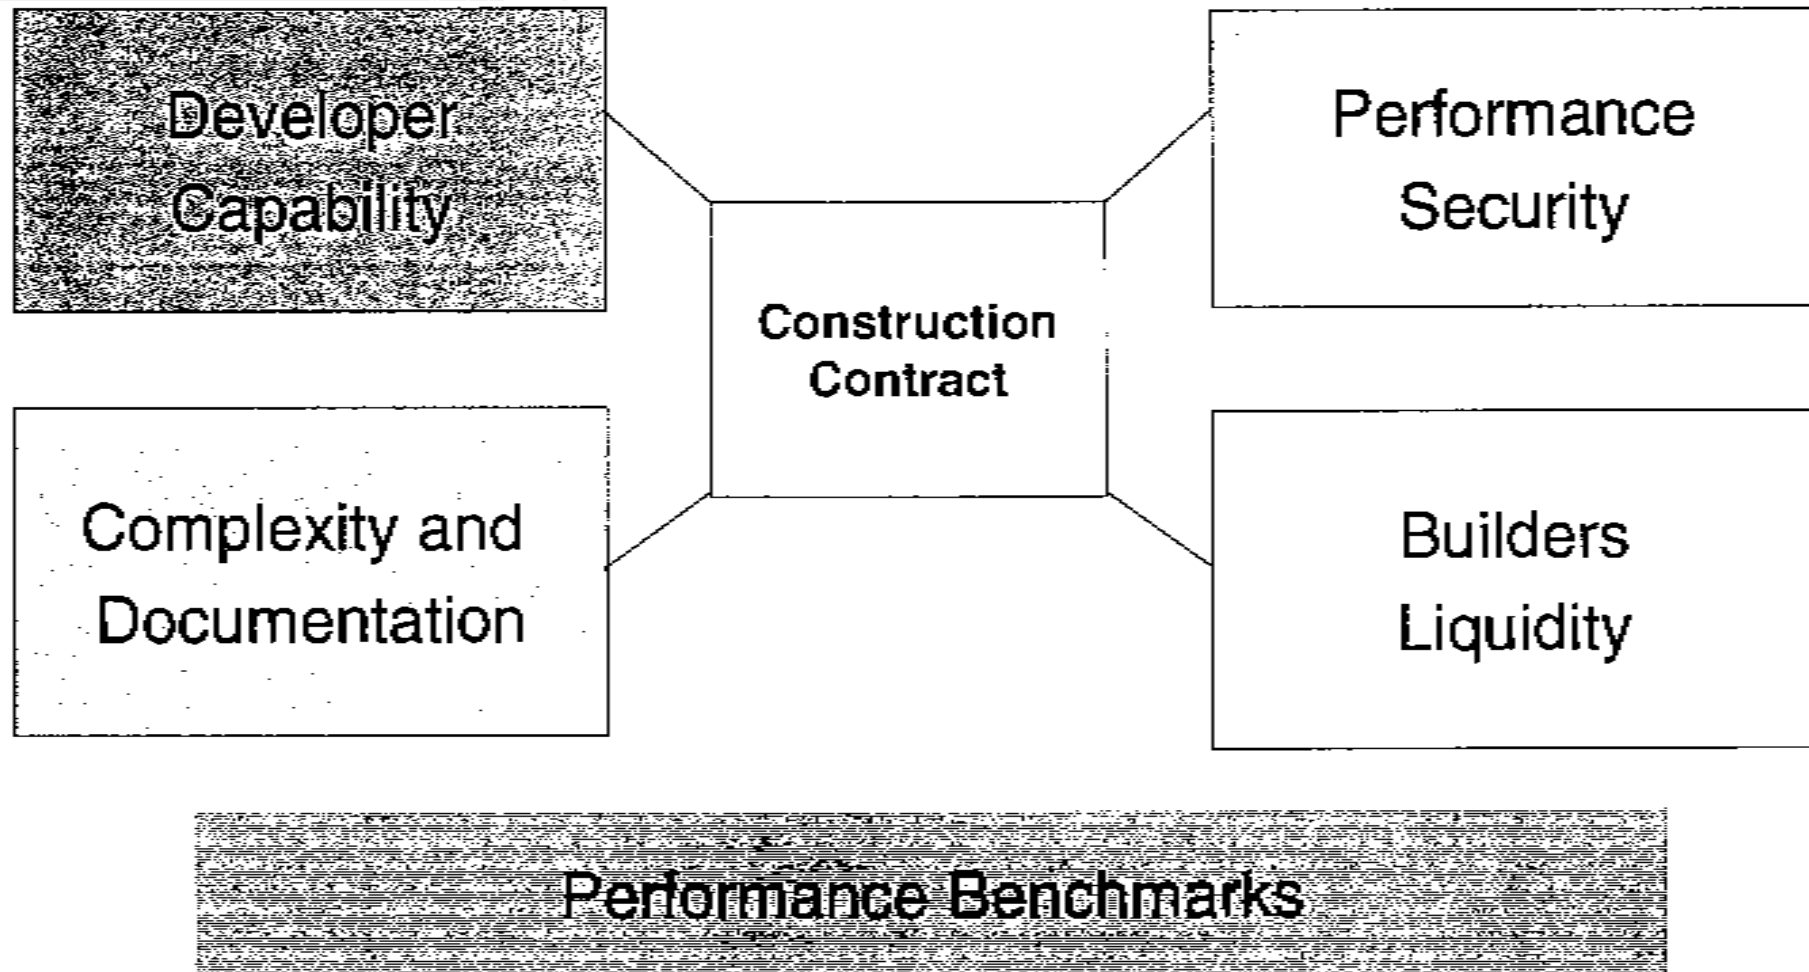 Developer
Capability
Performance
Security
Construction
Contract
Complexity and
Documentation
Builders
Liquidity
Performance Benchmarks